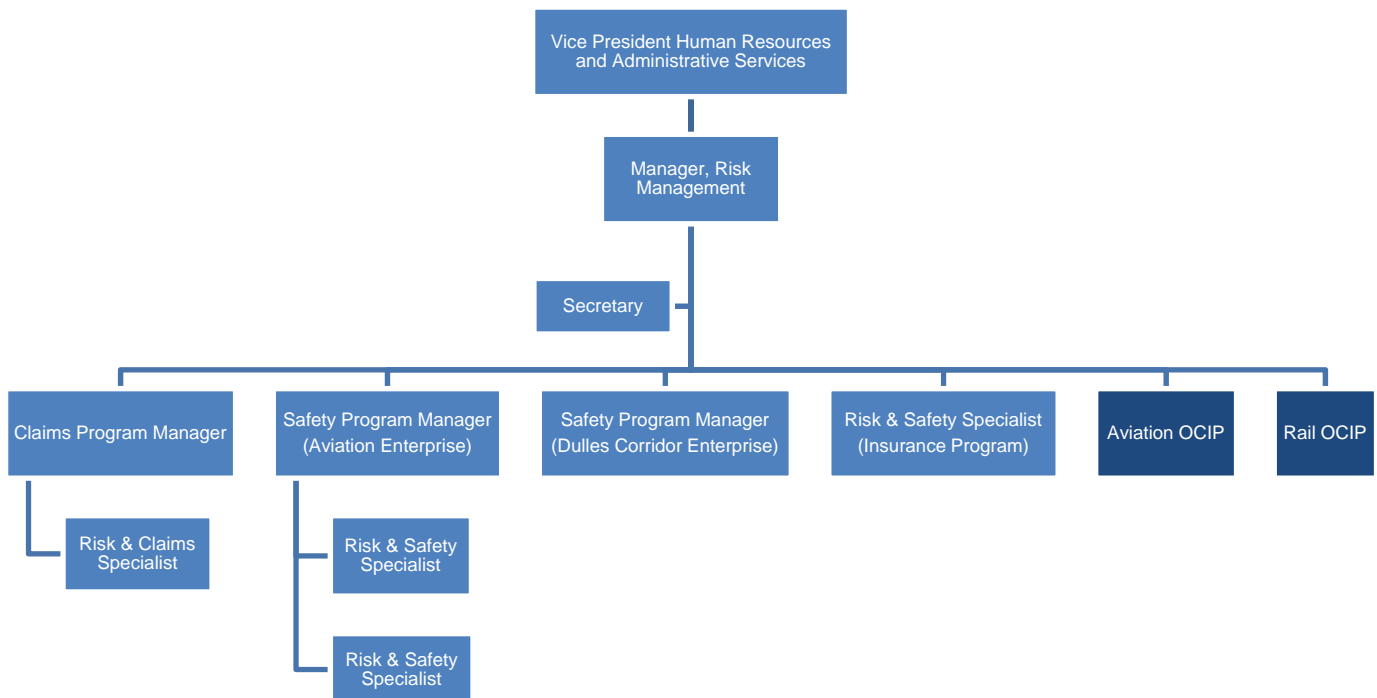 Vice President Human Resources
and Administrative Services
Manager, Risk
Management
Secretary
Claims Program Manager
Safety Program Manager
(Aviation Enterprise)
Safety Program Manager
(Dulles Corridor Enterprise)
Risk & Safety Specialist
(Insurance Program)
Aviation OCIP
Rail OCIP
Risk & Claims
Specialist
Risk & Safety
Specialist
Risk & Safety
Specialist